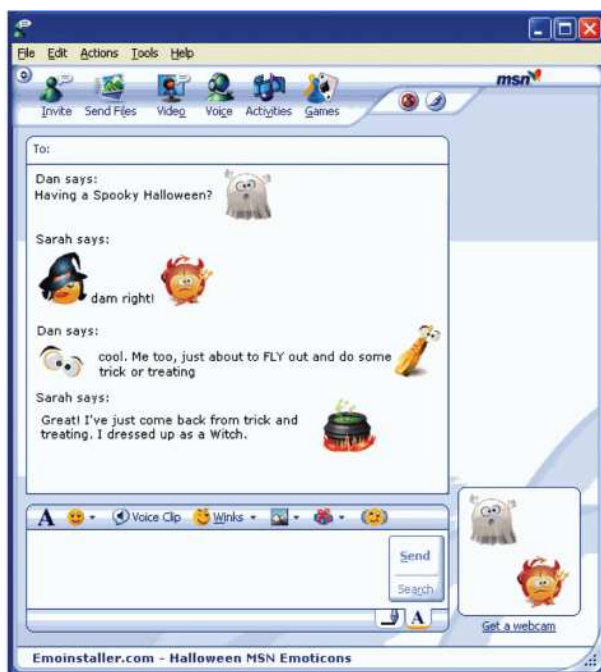 File Edit Actions Tools Help
msn
Invite Send Files Video Voice Activities Games
To:
Dan says:
Having a Spooky Halloween?
Sarah says:
dam right!
Dan says:
cool. Me too, just about to FLY out and do some
trick or treating
Sarah says:
Great! I've just come back from trick and
treating. I dressed up as a Witch.
A Voice Clip Winks
Send
Search
A
Get a webcam
Emoinstaller.com - Halloween MSN Emoticons